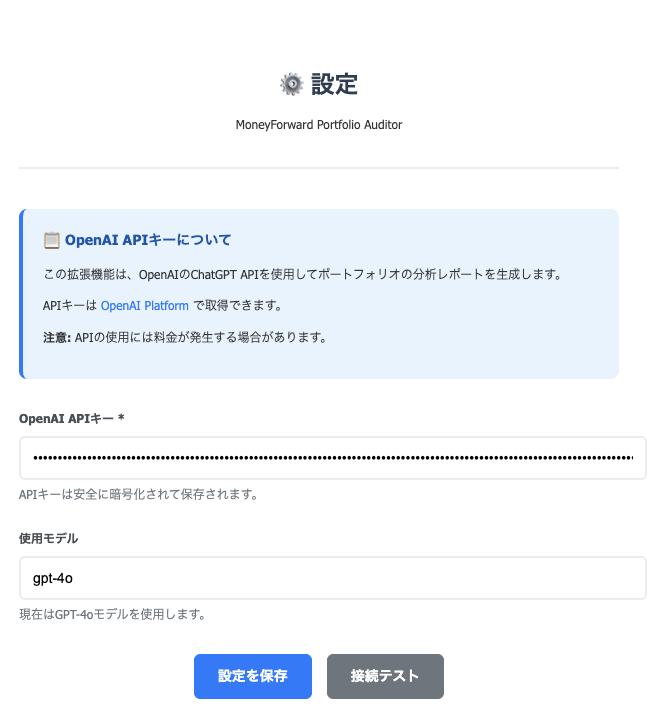 設定
MoneyForward Portfolio Auditor
OpenAI APIキーについて
この拡張機能は、OpenAIのChatGPT APIを使用してポートフォリオの分析レポートを生成します。
APIキーは OpenAI Platform で取得できます。
注意: APIの使用には料金が発生する場合があります。
OpenAI APIキー *
APIキーは安全に暗号化されて保存されます。
使用モデル
gpt-4o
現在はGPT-4oモデルを使用します。
設定を保存
接続テスト